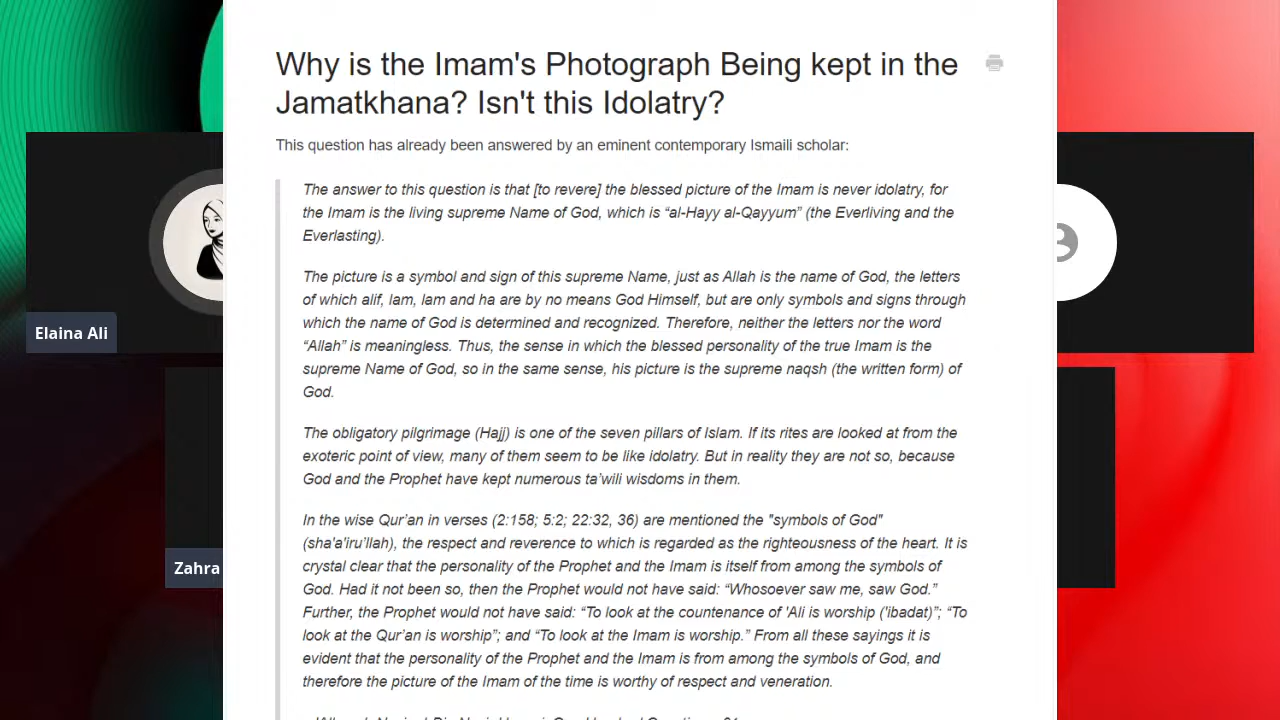 Why is the Imam's Photograph Being kept in the
Jamatkhana? Isn't this Idolatry?
This question has already been answered by an eminent contemporary Ismaili scholar:
The answer to this question is that [to revere] the blessed picture of the Imam is never idolatry, for
the Imam is the living supreme Name of God, which is “al-Hayy al-Qayyum” (the Everliving and the
Everlasting).
The picture is a symbol and sign of this supreme Name, just as Allah is the name of God, the letters
of which alif, lam, lam and ha are by no means God Himself, but are only symbols and signs through
which the name of God is determined and recognized. Therefore, neither the letters nor the word
“Allah” is meaningless. Thus, the sense in which the blessed personality of the true Imam is the
supreme Name of God, so in the same sense, his picture is the supreme naqsh (the written form) of
God.
The obligatory pilgrimage (Hajj) is one of the seven pillars of Islam. If its rites are looked at from the
exoteric point of view, many of them seem to be like idolatry. But in reality they are not so, because
God and the Prophet have kept numerous ta’wili wisdoms in them.
In the wise Qur’an in verses (2:158; 5:2; 22:32, 36) are mentioned the "symbols of God"
(sha'a'iru’llah), the respect and reverence to which is regarded as the righteousness of the heart. It is
crystal clear that the personality of the Prophet and the Imam is itself from among the symbols of
God. Had it not been so, then the Prophet would not have said: “Whosoever saw me, saw God.”
Further, the Prophet would not have said: “To look at the countenance of 'Ali is worship ('ibadat)”; “To
look at the Qur’an is worship”; and “To look at the Imam is worship.” From all these sayings it is
evident that the personality of the Prophet and the Imam is from among the symbols of God, and
therefore the picture of the Imam of the time is worthy of respect and veneration.
Elaina Ali
Zahra